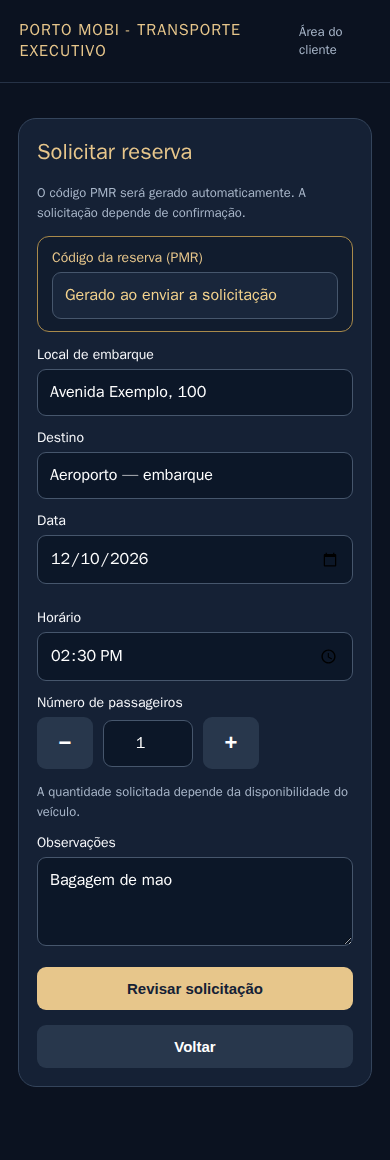 PORTO MOBI - TRANSPORTE
EXECUTIVO
Área do
cliente
Solicitar reserva
O código PMR será gerado automaticamente. A
solicitação depende de confirmação.
Código da reserva (PMR)
Gerado ao enviar a solicitação
Local de embarque
Avenida Exemplo, 100
Destino
Aeroporto — embarque
Data
12/10/2026
Horário
02:30 PM
Número de passageiros
− 1 +
A quantidade solicitada depende da disponibilidade do
veículo.
Observações
Bagagem de mao
Revisar solicitação
Voltar